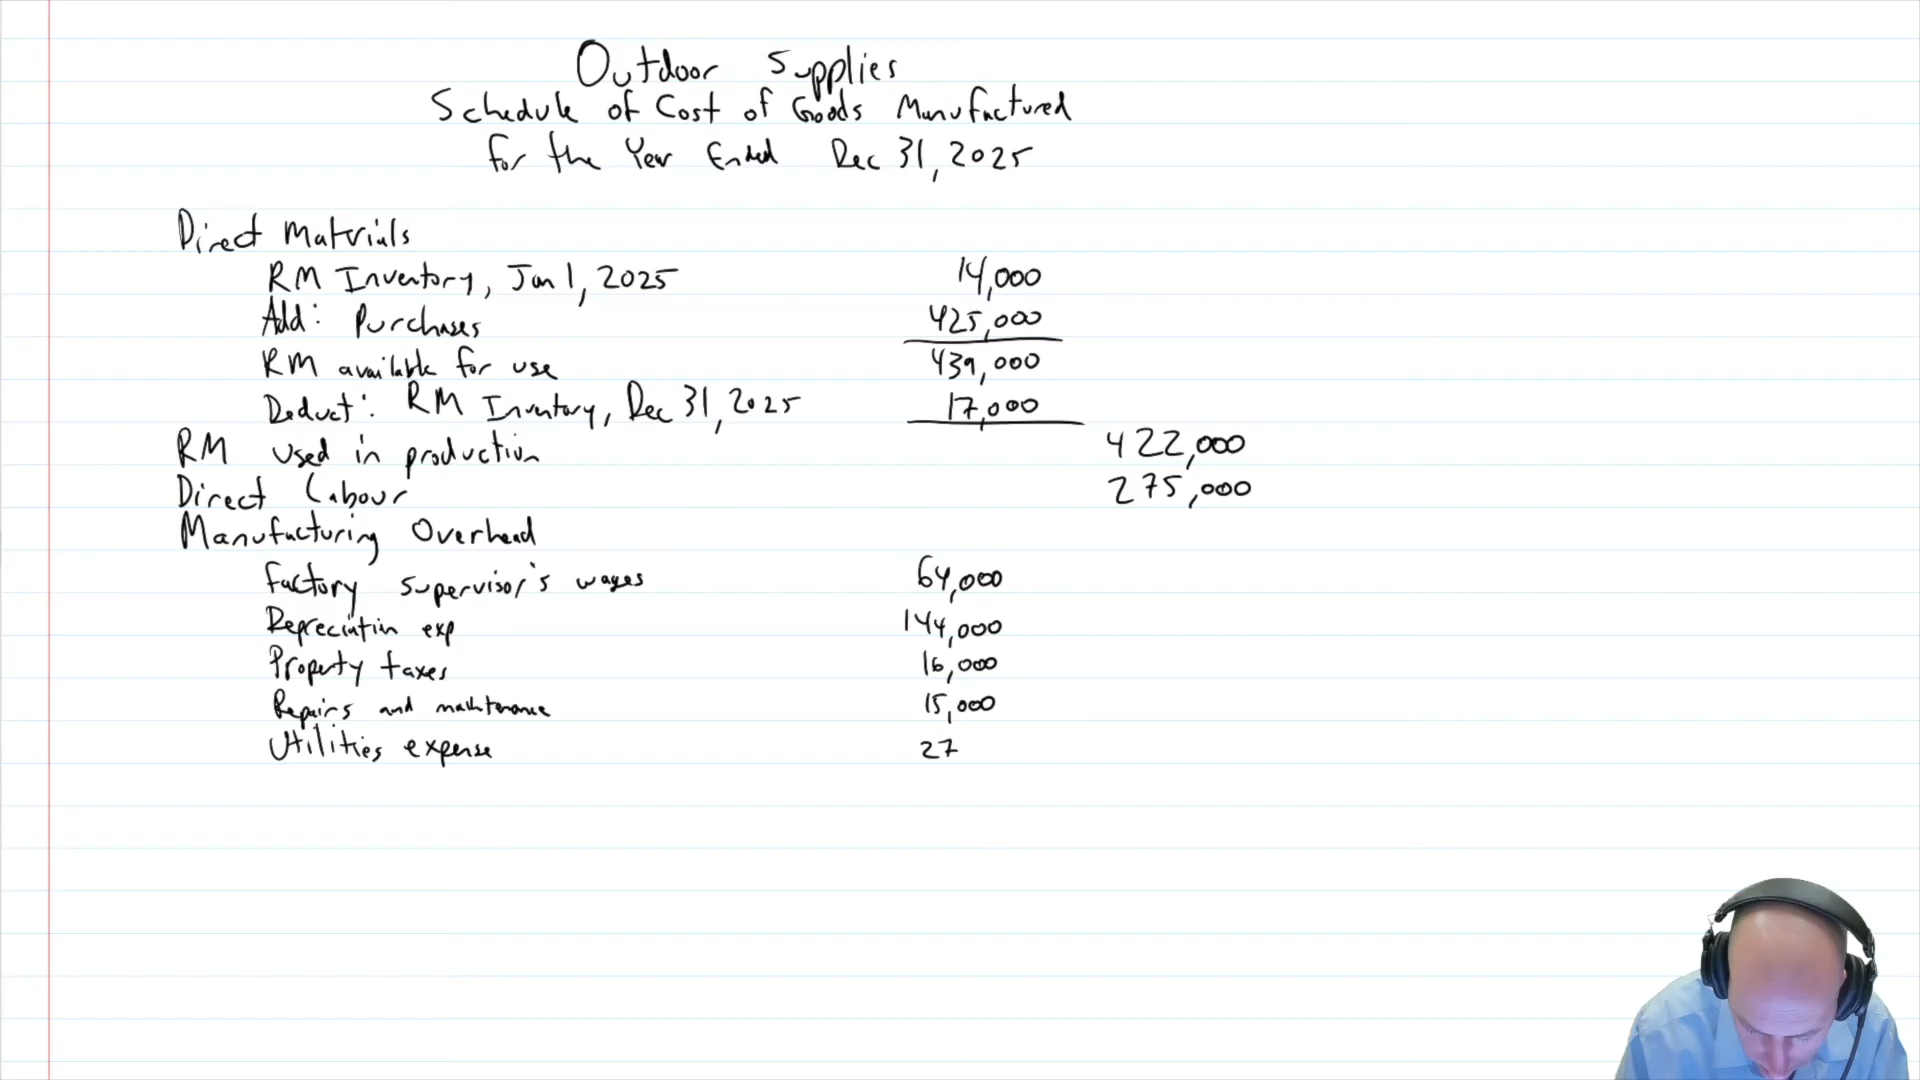 Outdoor Supplies
Schedule of Cost of Goods Manufactured
For the Year Ended Dec 31, 2025
Direct Materials
RM Inventory, Jan 1, 2025 14,000
Add: Purchases 425,000
RM available for use 439,000
Deduct: RM Inventory, Dec 31, 2025 17,000
RM used in production 422,000
Direct Labour 275,000
Manufacturing Overhead
Factory supervisor's wages 64,000
Depreciation exp 144,000
Property taxes 16,000
Repairs and maintenance 15,000
Utilities expense 27